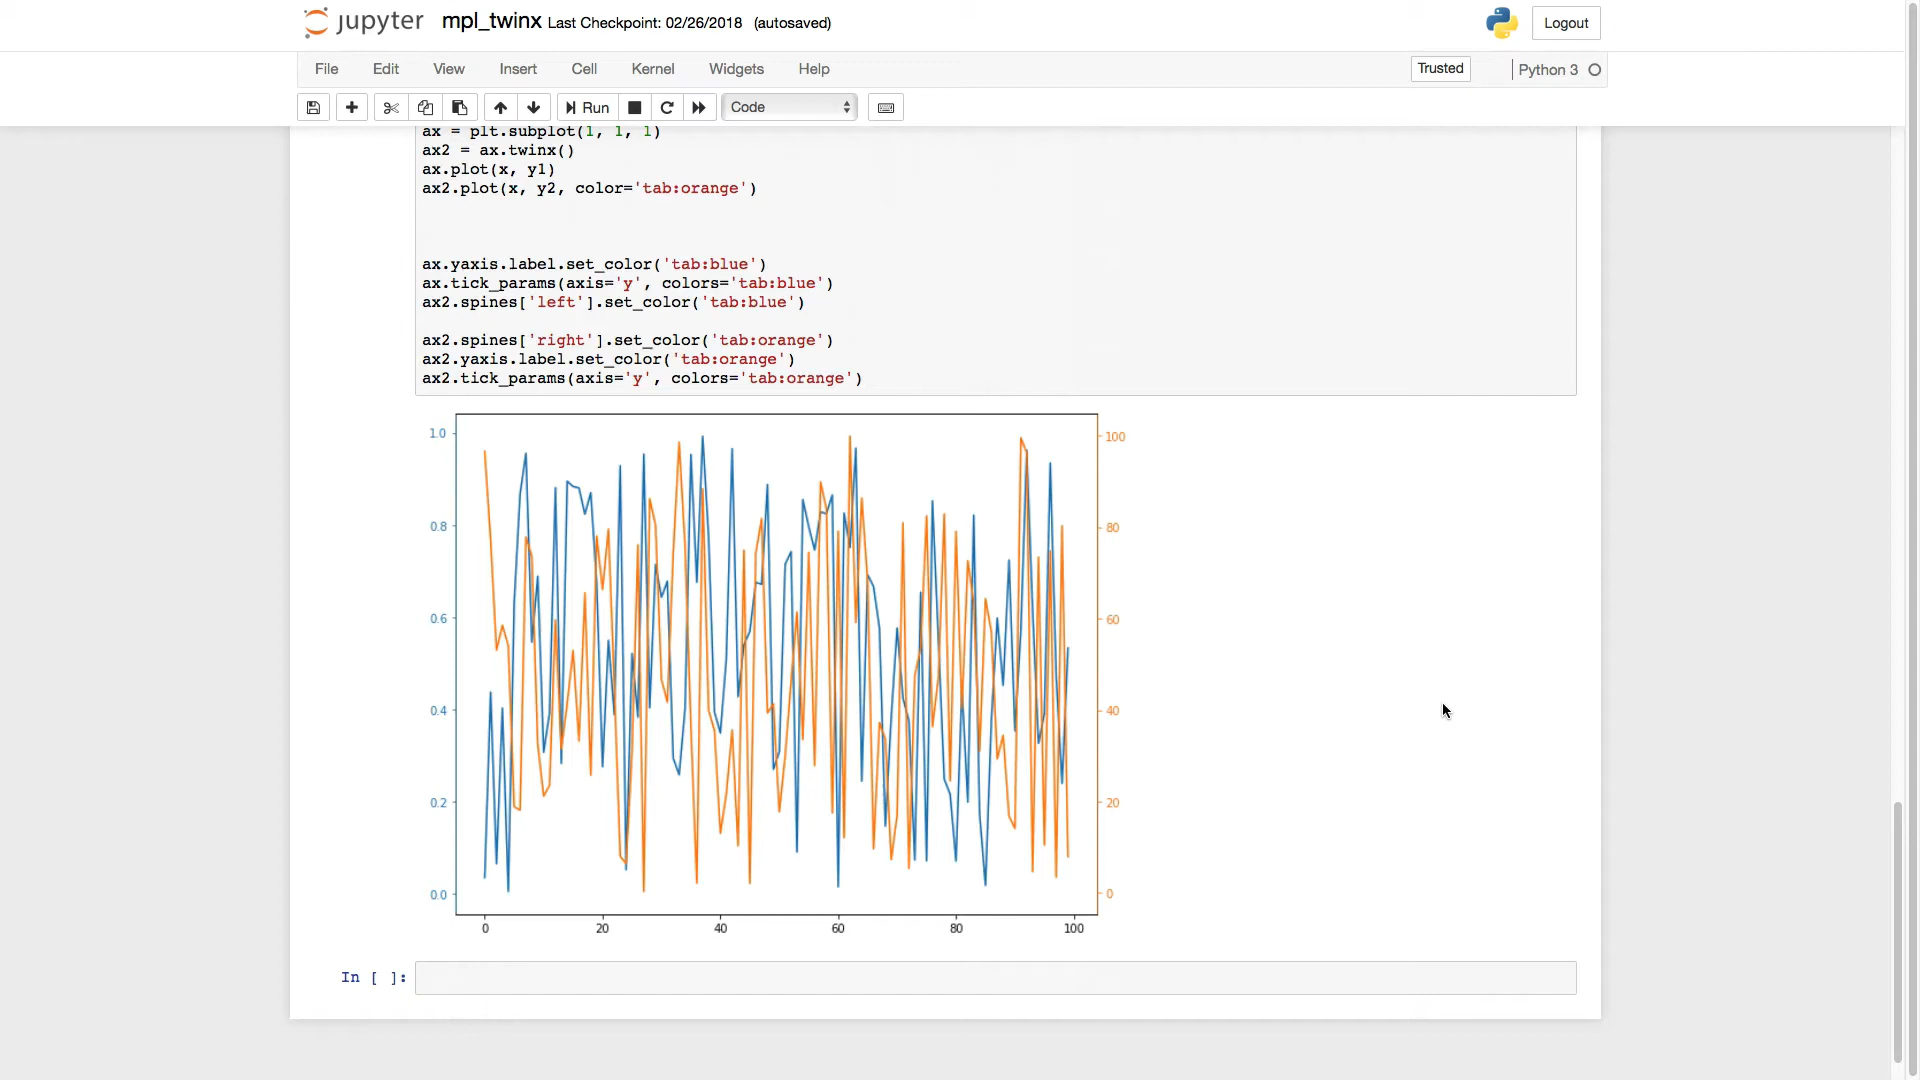 jupyter mpl_twinx Last Checkpoint: 02/26/2018 (autosaved) Logout
File Edit View Insert Cell Kernel Widgets Help Trusted Python 3
Run Code
ax = plt.subplot(1, 1, 1)
ax2 = ax.twinx()
ax.plot(x, y1)
ax2.plot(x, y2, color='tab:orange')
ax.yaxis.label.set_color('tab:blue')
ax.tick_params(axis='y', colors='tab:blue')
ax2.spines['left'].set_color('tab:blue')
ax2.spines['right'].set_color('tab:orange')
ax2.yaxis.label.set_color('tab:orange')
ax2.tick_params(axis='y', colors='tab:orange')
1.0 100
0.8 80
0.6 60
0.4 40
0.2 20
0.0 0
0 20 40 60 80 100
In [ ]: